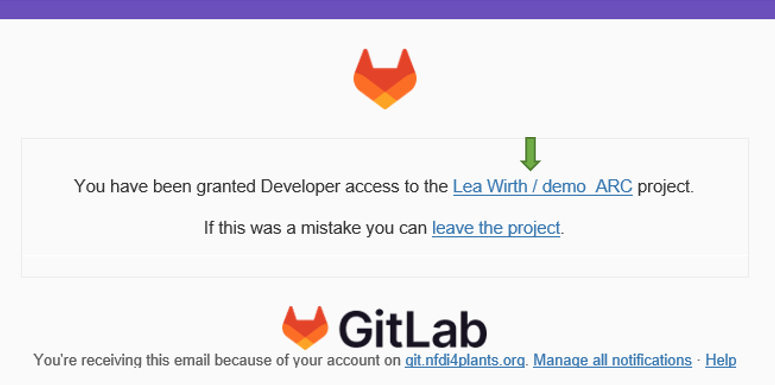 You have been granted Developer access to the Lea Wirth / demo_ARC project.
If this was a mistake you can leave the project.
GitLab
You're receiving this email because of your account on git.nfdi4plants.org. Manage all notifications · Help